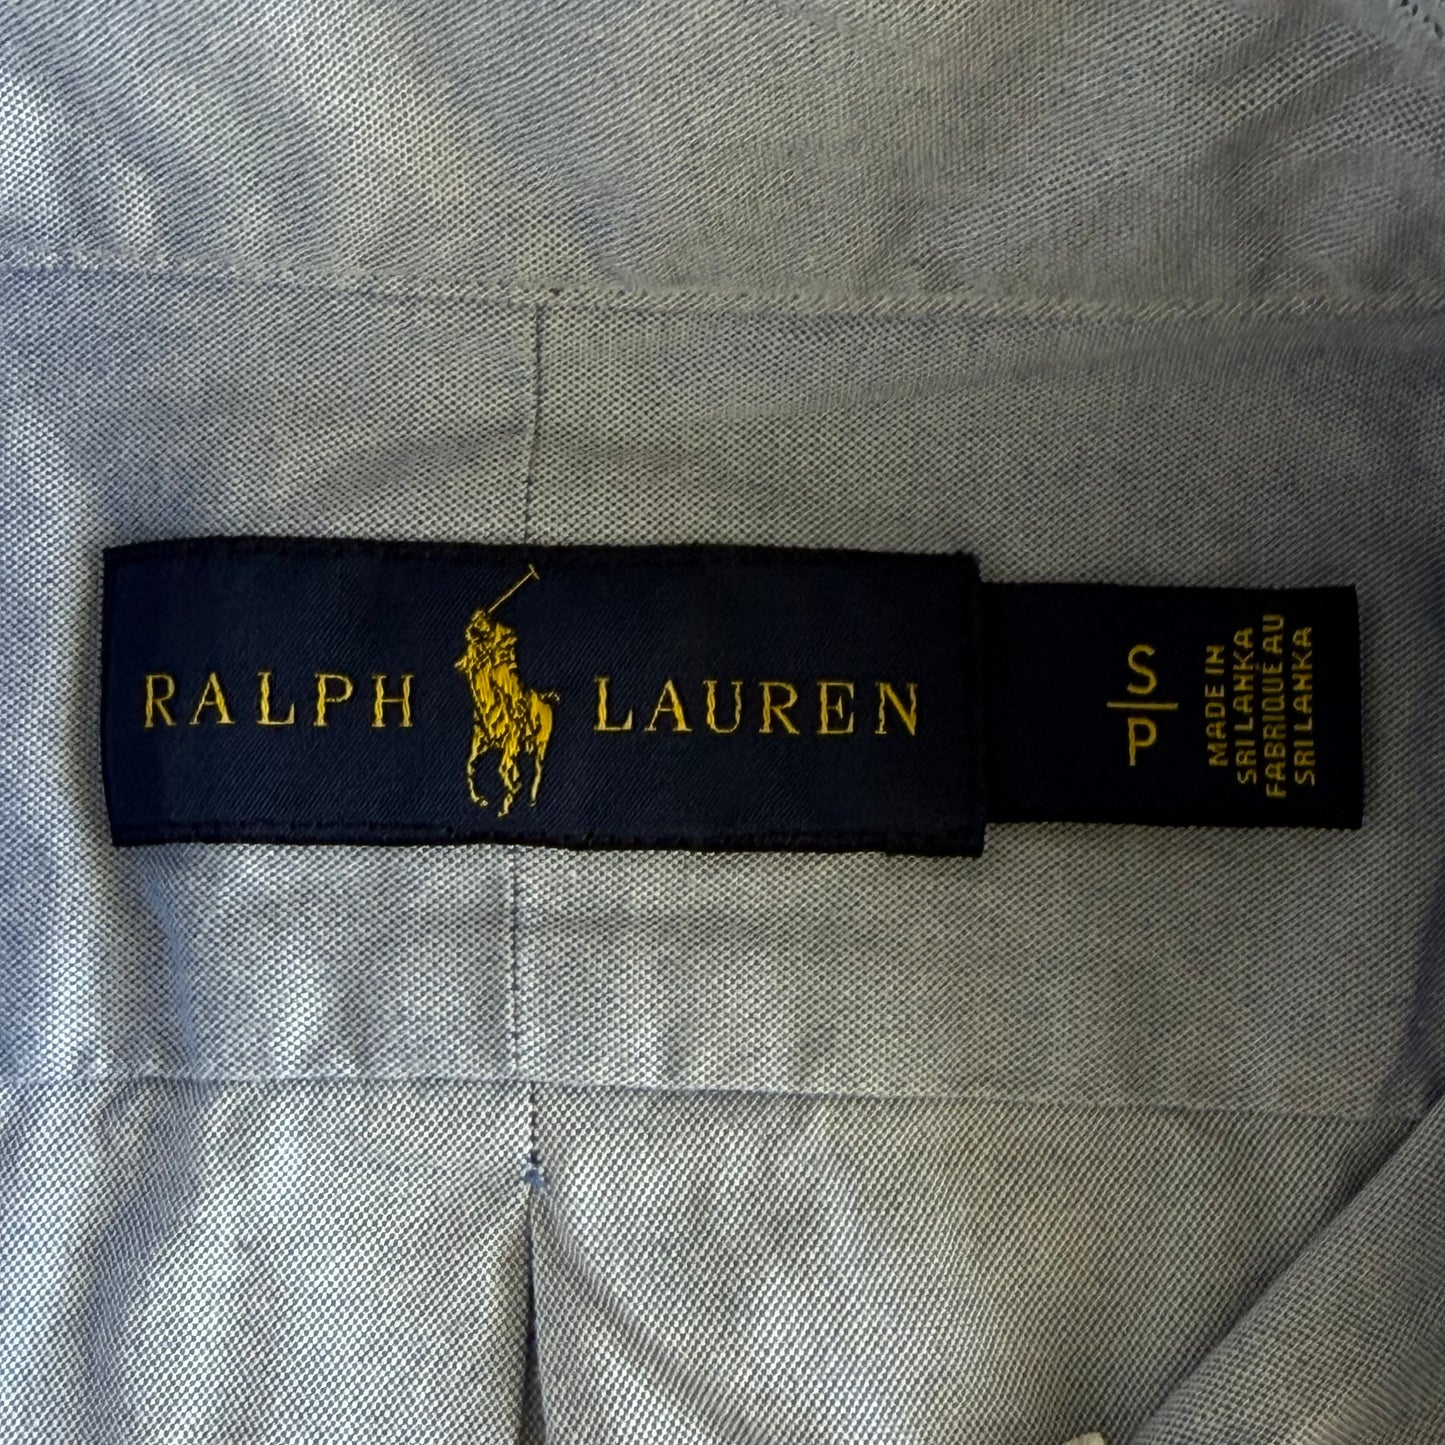 RALPH LAUREN
S
P
MADE IN
SRI LANKA
FABRIQUE AU
SRI LANKA